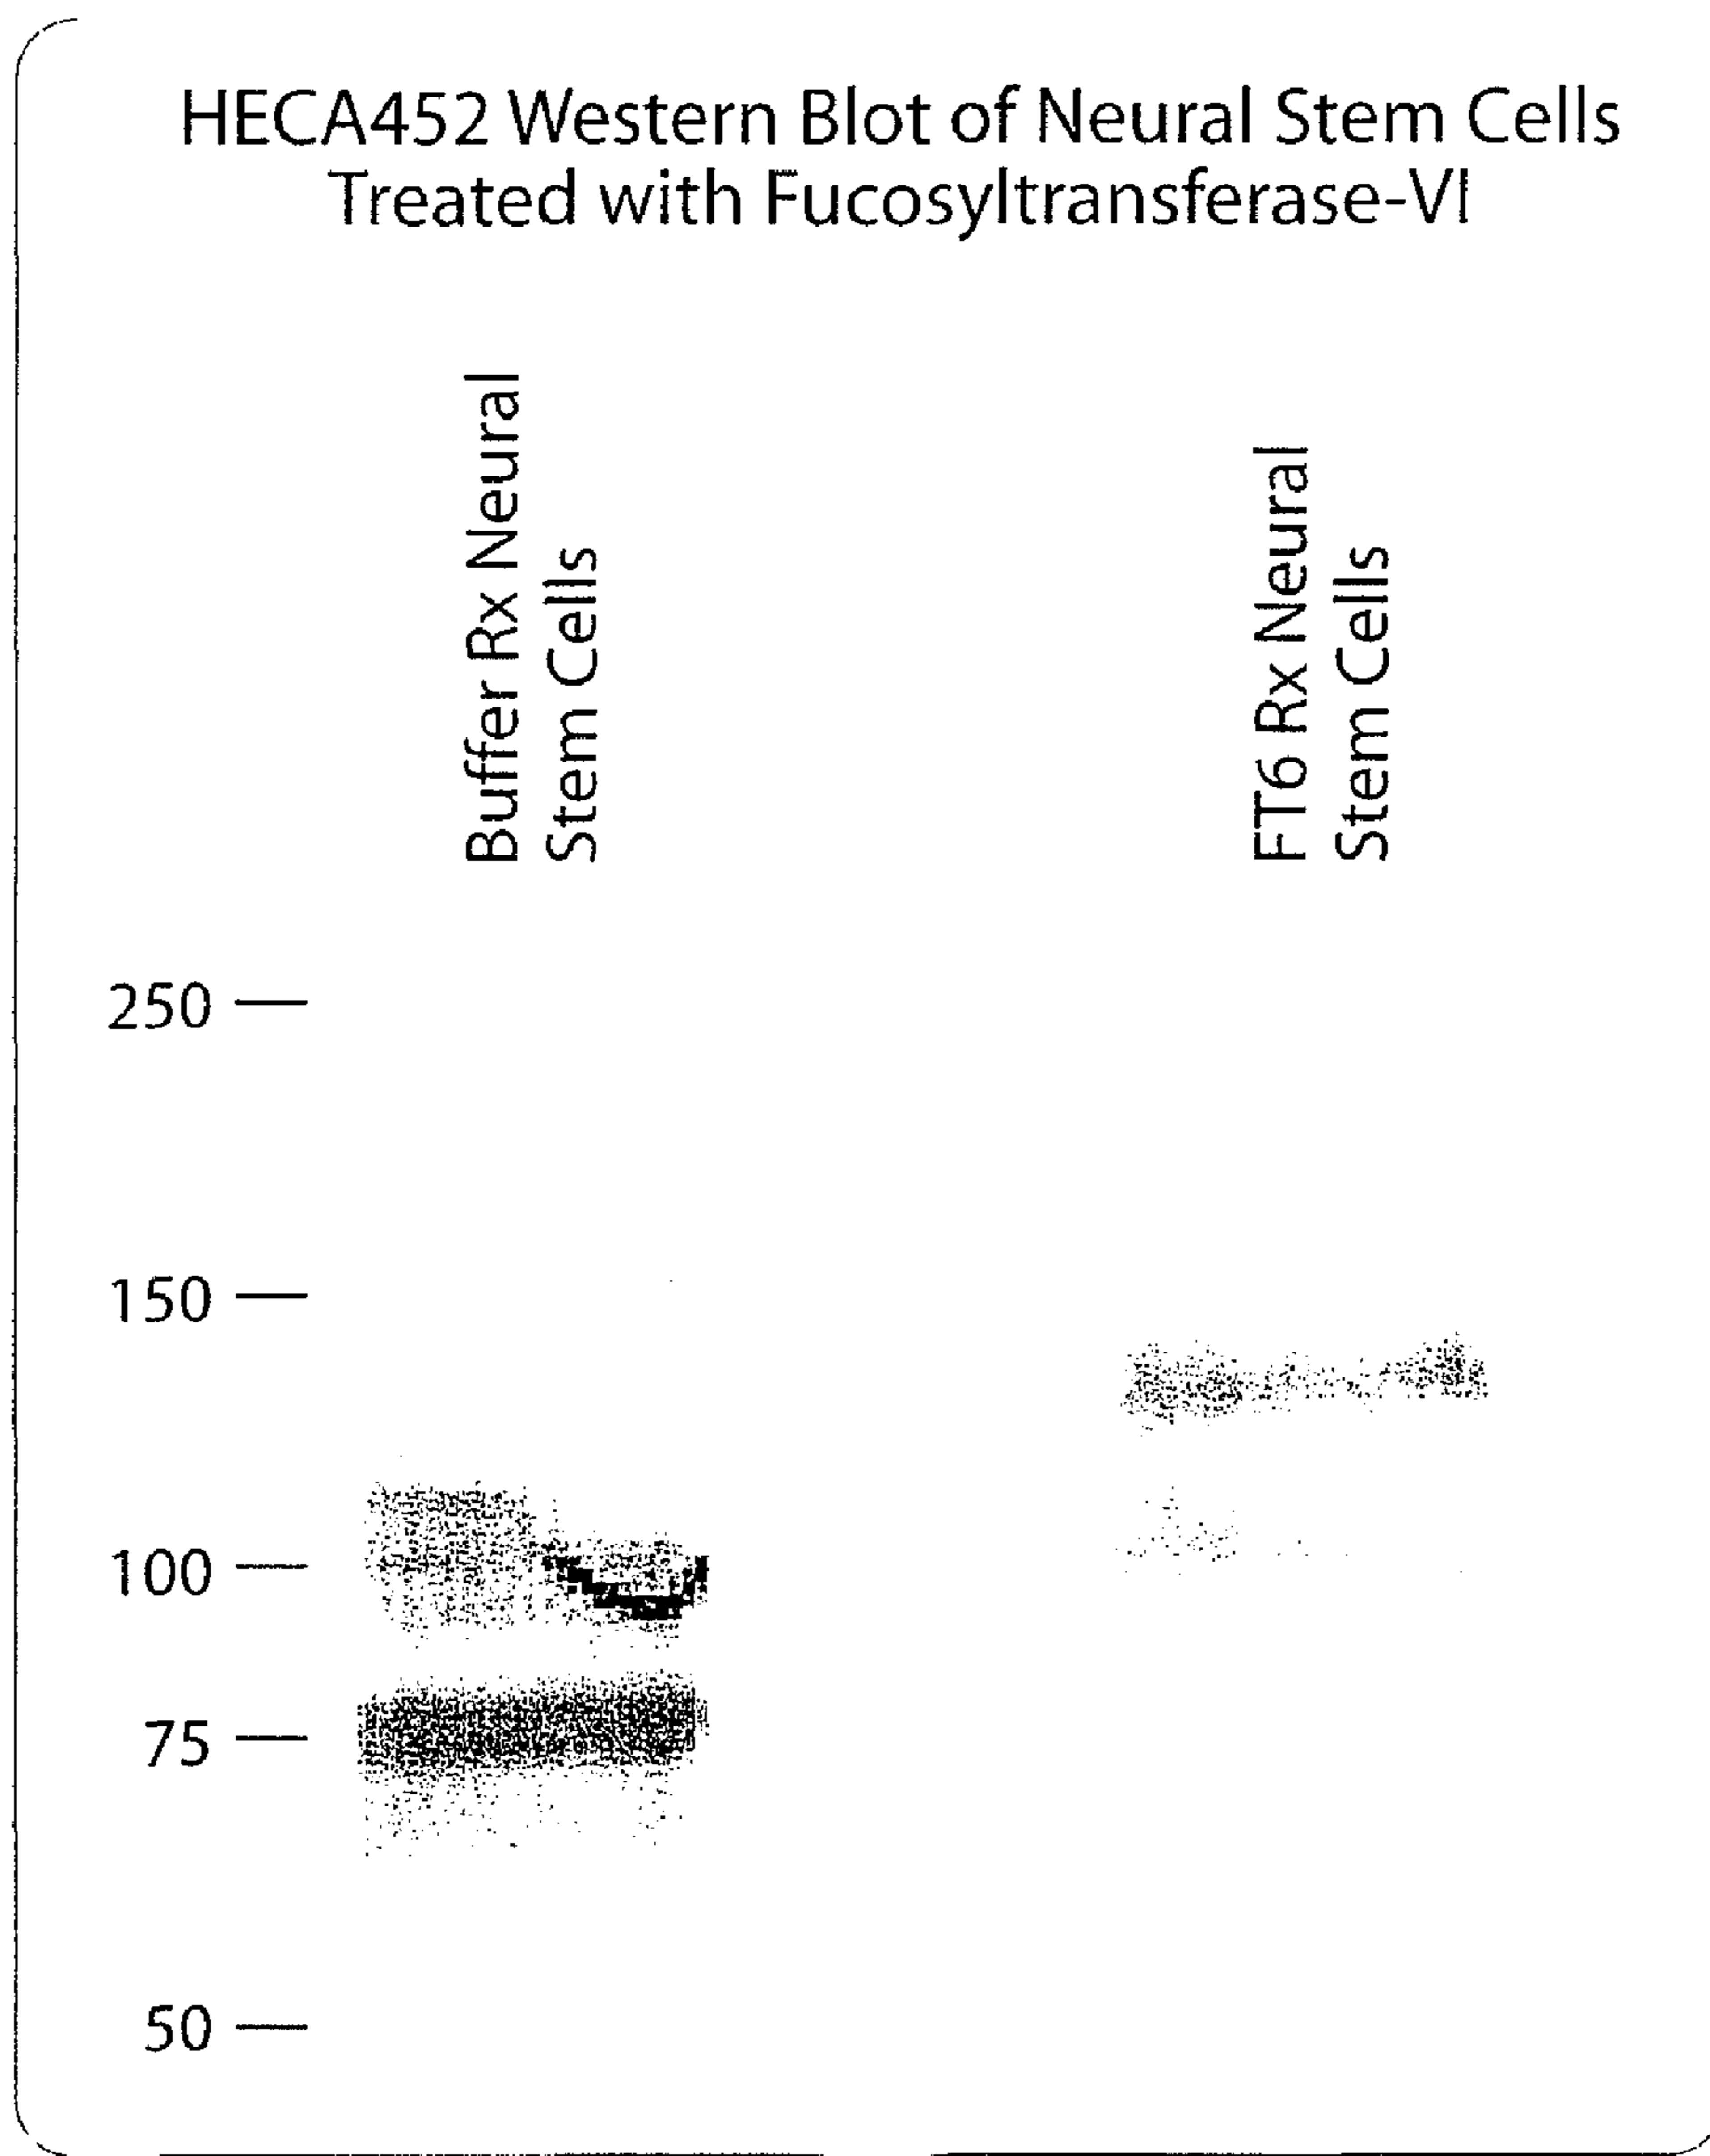 HECA452 Western Blot of Neural Stem Cells
Treated with Fucosyltransferase-VI
Buffer Rx Neural
Stem Cells
FT6 Rx Neural
Stem Cells
250
150
100
75
50